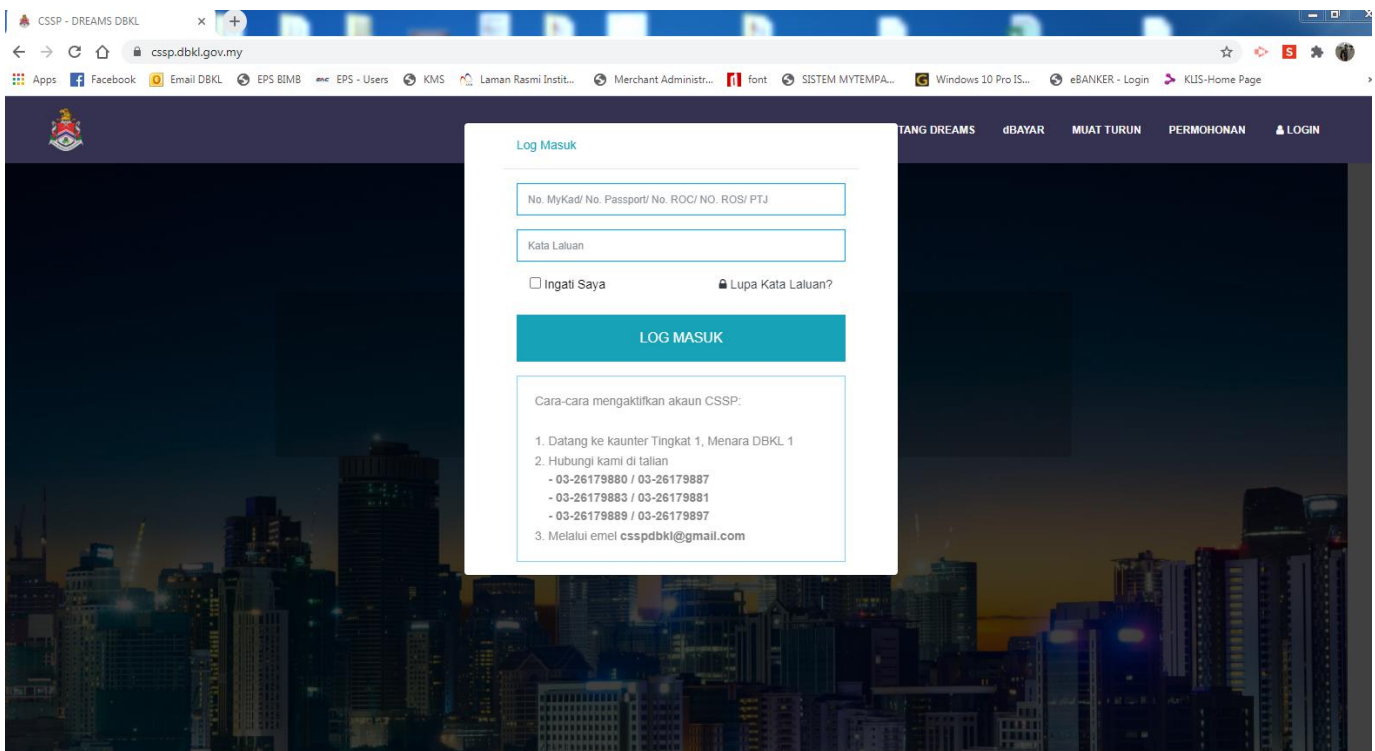 CSSP - DREAMS DBKL
cssp.dbkl.gov.my
Apps Facebook Email DBKL EPS BIMB EPS - Users KMS Laman Rasmi Instit... Merchant Administr... font SISTEM MYTEMPA... Windows 10 Pro IS... eBANKER - Login KLIS-Home Page
TANG DREAMS dBAYAR MUAT TURUN PERMOHONAN LOGIN
Log Masuk
No. MyKad/ No. Passport/ No. ROC/ NO. ROS/ PTJ
Kata Laluan
Ingati Saya Lupa Kata Laluan?
LOG MASUK
Cara-cara mengaktifkan akaun CSSP:
1. Datang ke kaunter Tingkat 1, Menara DBKL 1
2. Hubungi kami di talian
- 03-26179880 / 03-26179887
- 03-26179883 / 03-26179881
- 03-26179889 / 03-26179897
3. Melalui emel csspdbkl@gmail.com